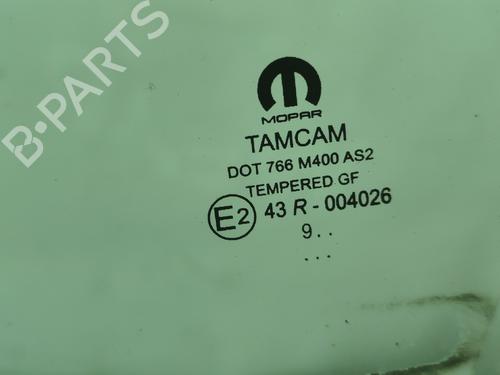 B-PARTS
MOPAR
TAMCAM
DOT 766 M400 AS2
TEMPERED GF
E2 43 R - 004026
9..
...